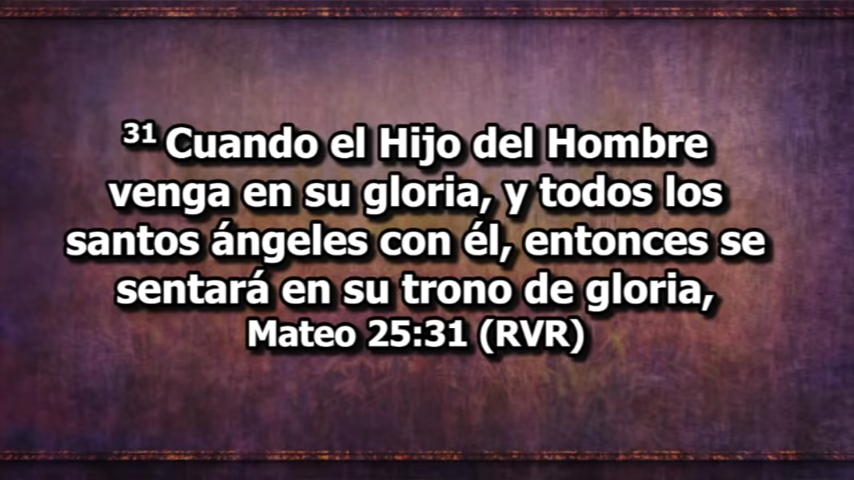 31 Cuando el Hijo del Hombre
venga en su gloria, y todos los
santos ángeles con él, entonces se
sentará en su trono de gloria,
Mateo 25:31 (RVR)